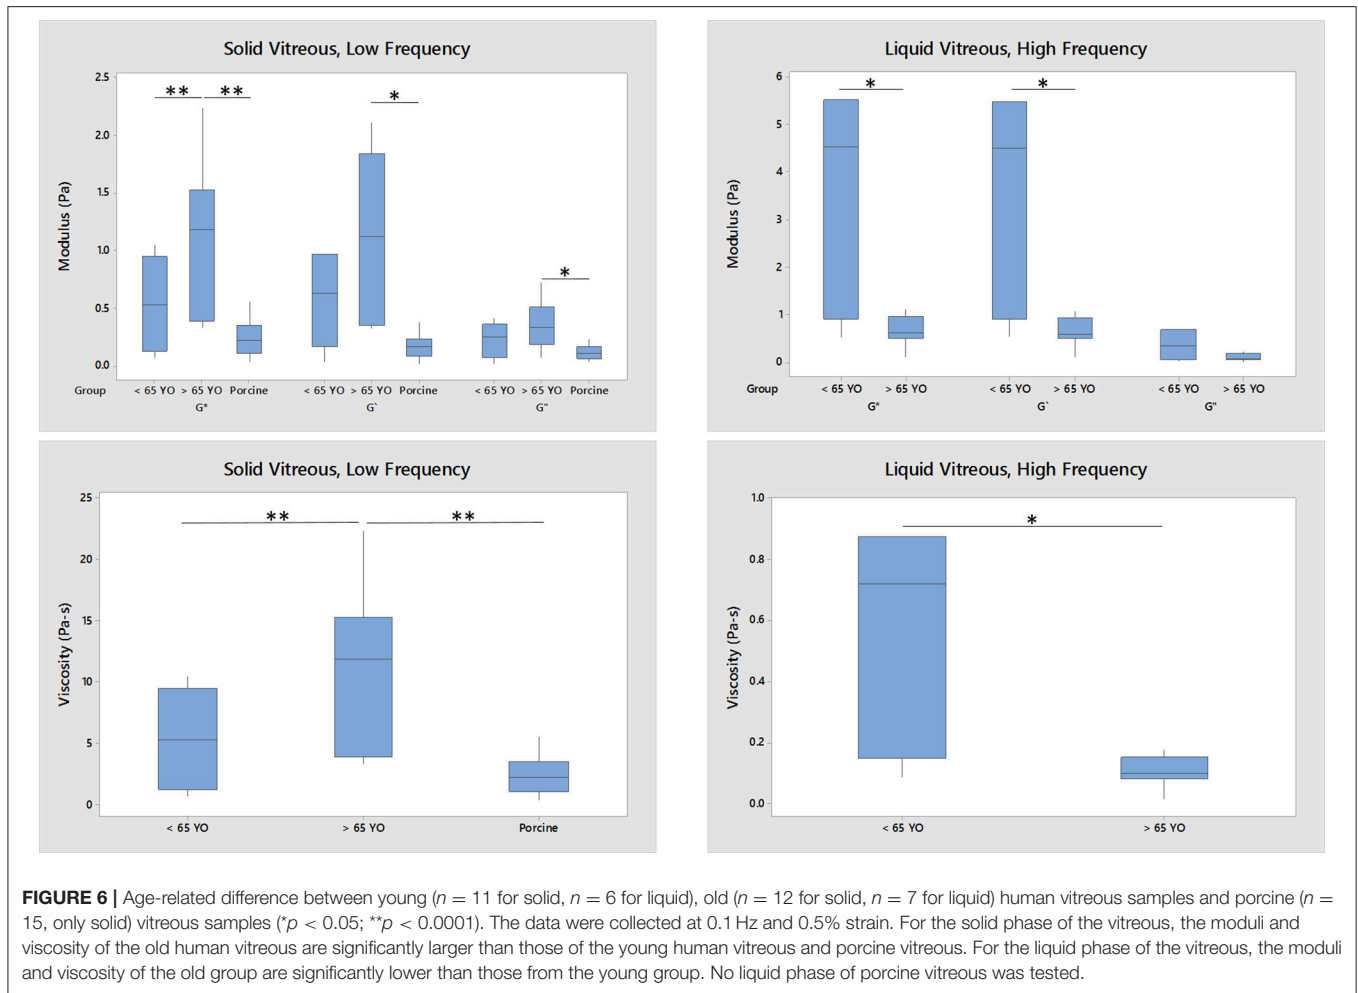 Solid Vitreous, Low Frequency
Modulus (Pa)
2.5
2.0
1.5
1.0
0.5
0.0
** ** * *
Group < 65 YO > 65 YO Porcine < 65 YO > 65 YO Porcine < 65 YO > 65 YO Porcine
G* G` G"
Liquid Vitreous, High Frequency
Modulus (Pa)
6
5
4
3
2
1
0
* *
Group < 65 YO > 65 YO < 65 YO > 65 YO < 65 YO > 65 YO
G* G` G"
Solid Vitreous, Low Frequency
Viscosity (Pa-s)
25
20
15
10
5
0
** **
< 65 YO > 65 YO Porcine
Liquid Vitreous, High Frequency
Viscosity (Pa-s)
1.0
0.8
0.6
0.4
0.2
0.0
*
< 65 YO > 65 YO
FIGURE 6 | Age-related difference between young (n = 11 for solid, n = 6 for liquid), old (n = 12 for solid, n = 7 for liquid) human vitreous samples and porcine (n =
15, only solid) vitreous samples (*p < 0.05; **p < 0.0001). The data were collected at 0.1 Hz and 0.5% strain. For the solid phase of the vitreous, the moduli and
viscosity of the old human vitreous are significantly larger than those of the young human vitreous and porcine vitreous. For the liquid phase of the vitreous, the moduli
and viscosity of the old group are significantly lower than those from the young group. No liquid phase of porcine vitreous was tested.